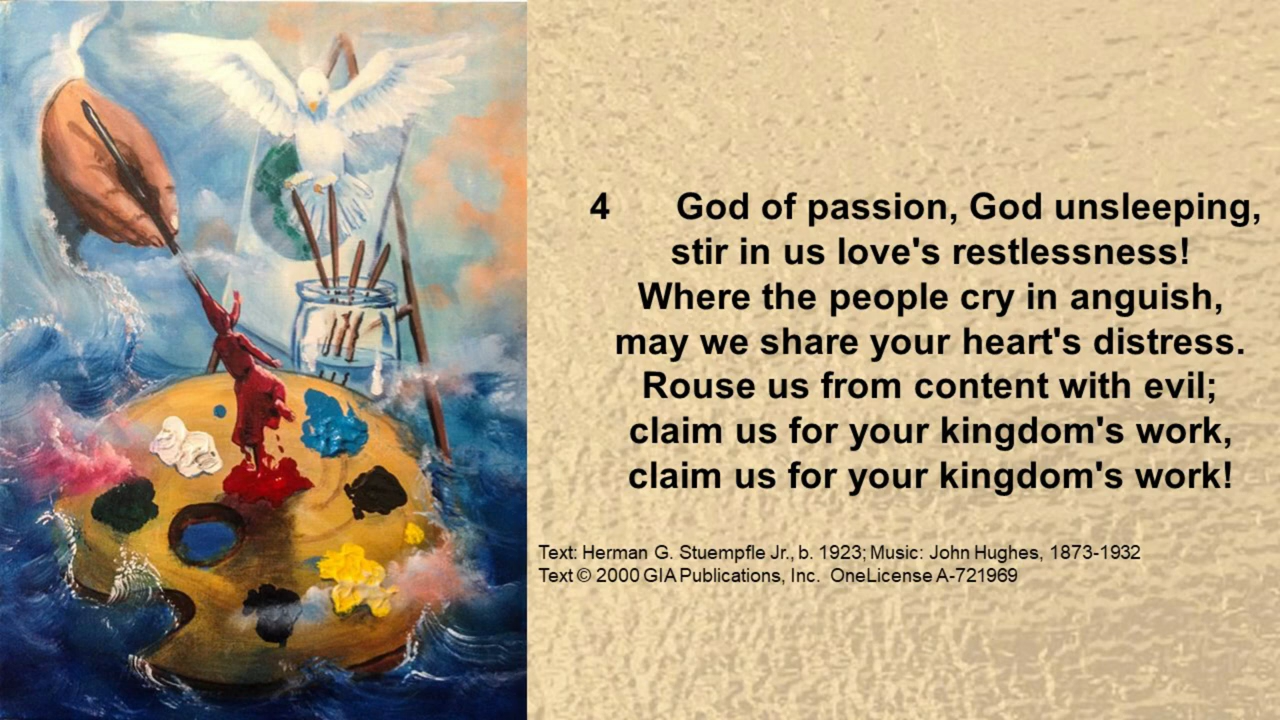 4 God of passion, God unsleeping,
stir in us love's restlessness!
Where the people cry in anguish,
may we share your heart's distress.
Rouse us from content with evil;
claim us for your kingdom's work,
claim us for your kingdom's work!
Text: Herman G. Stuempfle Jr., b. 1923; Music: John Hughes, 1873-1932
Text © 2000 GIA Publications, Inc. OneLicense A-721969